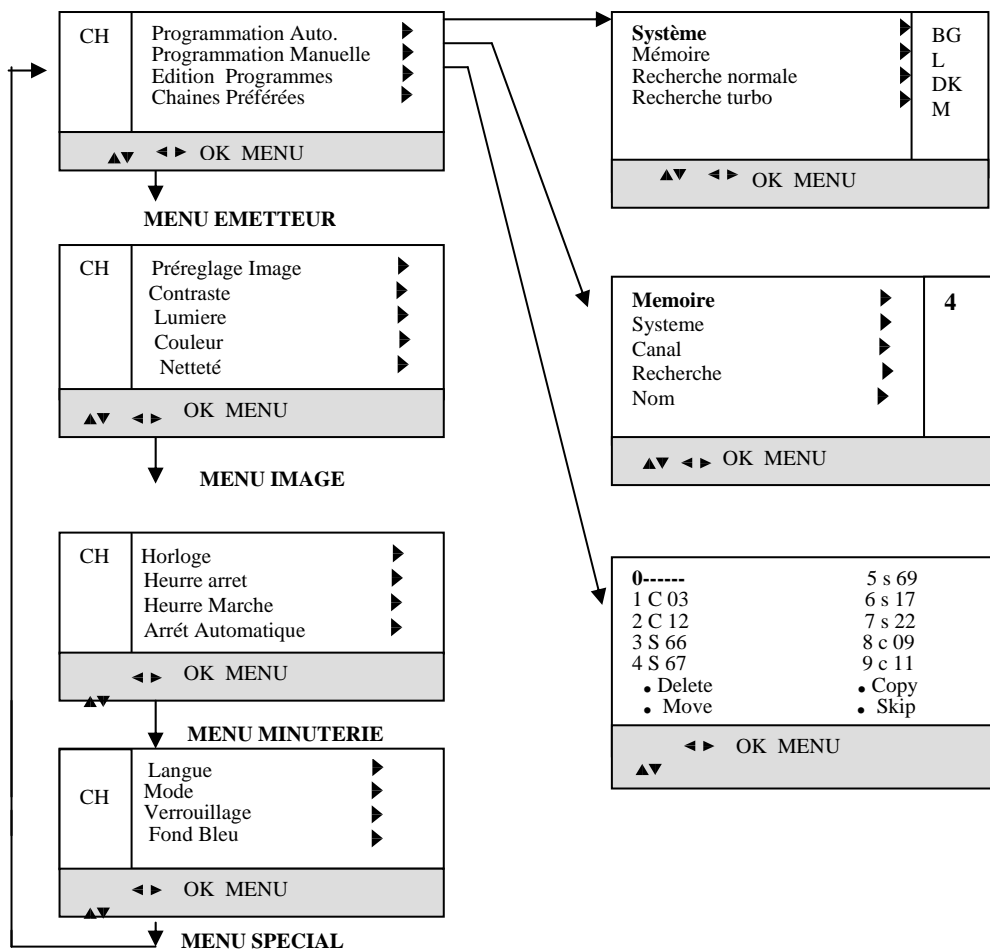 CH
Programmation Auto.
Programmation Manuelle
Edition Programmes
Chaines Préférées
OK MENU
MENU EMETTEUR
CH
Préreglage Image
Contraste
Lumiere
Couleur
Netteté
OK MENU
MENU IMAGE
CH
Horloge
Heurre arret
Heurre Marche
Arrét Automatique
OK MENU
MENU MINUTERIE
CH
Langue
Mode
Verrouillage
Fond Bleu
OK MENU
MENU SPECIAL
Système
Mémoire
Recherche normale
Recherche turbo
BG
L
DK
M
OK MENU
Memoire
Systeme
Canal
Recherche
Nom
4
OK MENU
0------ 5 s 69
1 C 03 6 s 17
2 C 12 7 s 22
3 S 66 8 c 09
4 S 67 9 c 11
• Delete • Copy
• Move • Skip
OK MENU